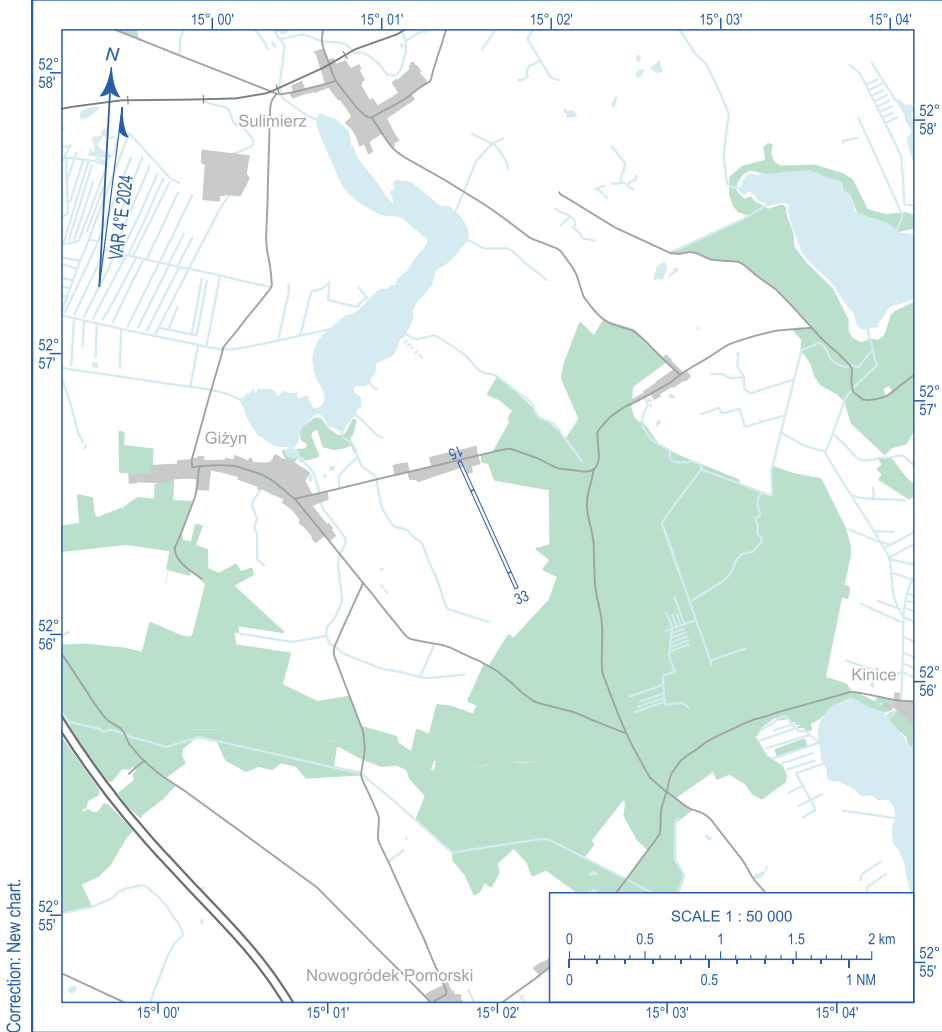 15° 00' 15° 01' 15° 02' 15° 03' 15° 04'
52°
58'
52°
58'
N
Sulimierz
VAR 4°E 2024
52°
57'
52°
57'
Giżyn
15
33
52°
56'
52°
56'
Kinice
52°
55'
52°
55'
SCALE 1 : 50 000
0 0.5 1 1.5 2 km
0 0.5 1 NM
Nowogródek Pomorski
15° 00' 15° 01' 15° 02' 15° 03' 15° 04'
Correction: New chart.